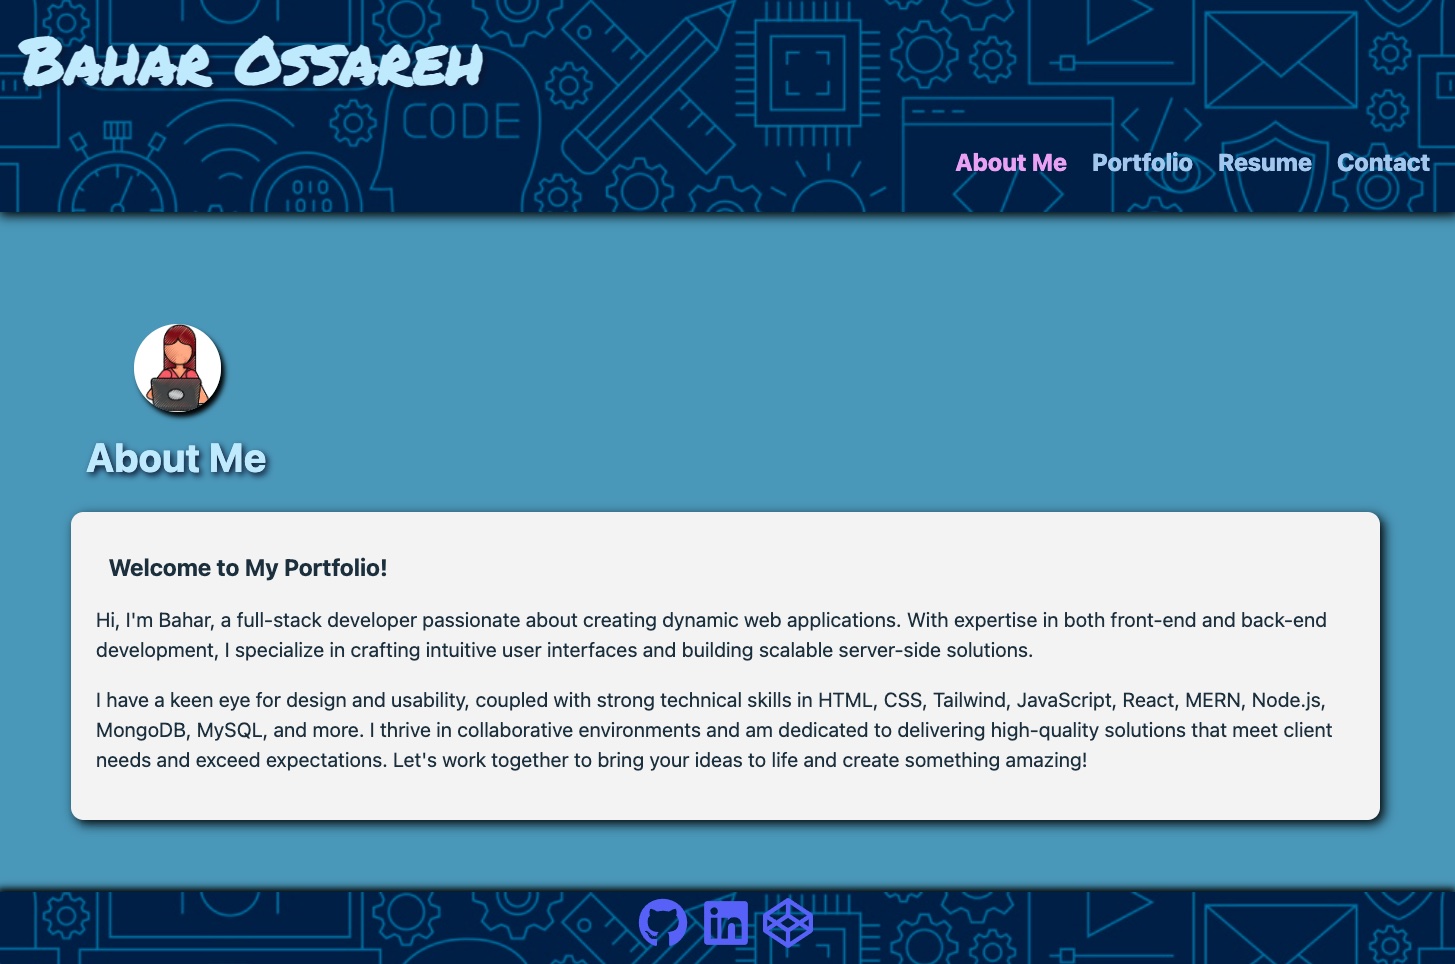 Bahar Ossareh
CODE
010
101
About Me Portfolio Resume Contact
About Me
Welcome to My Portfolio!
Hi, I'm Bahar, a full-stack developer passionate about creating dynamic web applications. With expertise in both front-end and back-end
development, I specialize in crafting intuitive user interfaces and building scalable server-side solutions.
I have a keen eye for design and usability, coupled with strong technical skills in HTML, CSS, Tailwind, JavaScript, React, MERN, Node.js,
MongoDB, MySQL, and more. I thrive in collaborative environments and am dedicated to delivering high-quality solutions that meet client
needs and exceed expectations. Let's work together to bring your ideas to life and create something amazing!
in